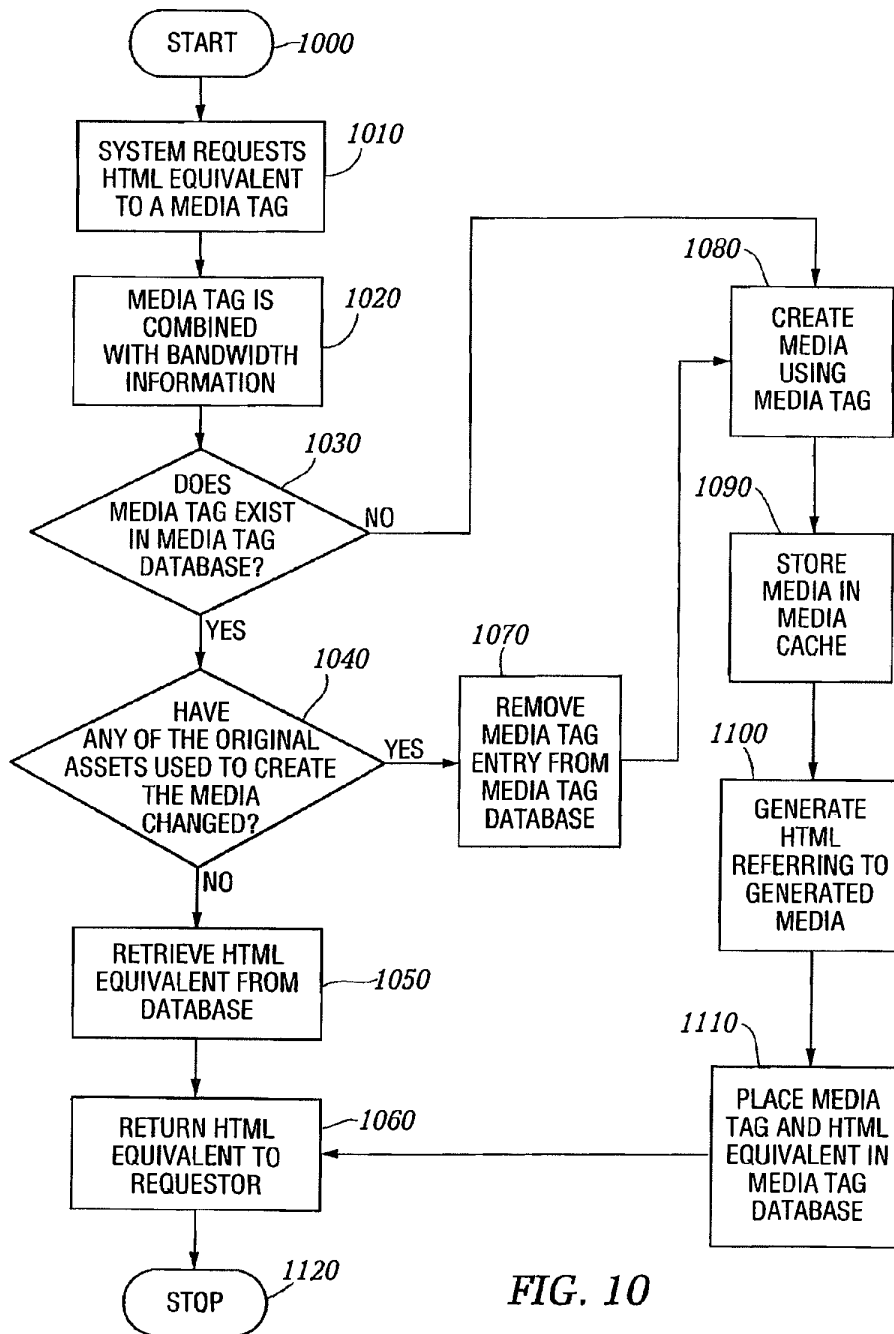 START
1000
SYSTEM REQUESTS
HTML EQUIVALENT
TO A MEDIA TAG
1010
MEDIA TAG IS
COMBINED
WITH BANDWIDTH
INFORMATION
1020
DOES
MEDIA TAG EXIST
IN MEDIA TAG
DATABASE?
1030
NO
YES
HAVE
ANY OF THE ORIGINAL
ASSETS USED TO CREATE
THE MEDIA
CHANGED?
1040
YES
NO
REMOVE
MEDIA TAG
ENTRY FROM
MEDIA TAG
DATABASE
1070
RETRIEVE HTML
EQUIVALENT FROM
DATABASE
1050
RETURN HTML
EQUIVALENT TO
REQUESTOR
1060
STOP
1120
1080
CREATE
MEDIA
USING
MEDIA TAG
1090
STORE
MEDIA IN
MEDIA
CACHE
1100
GENERATE
HTML
REFERRING TO
GENERATED
MEDIA
1110
PLACE MEDIA
TAG AND HTML
EQUIVALENT IN
MEDIA TAG
DATABASE
FIG. 10